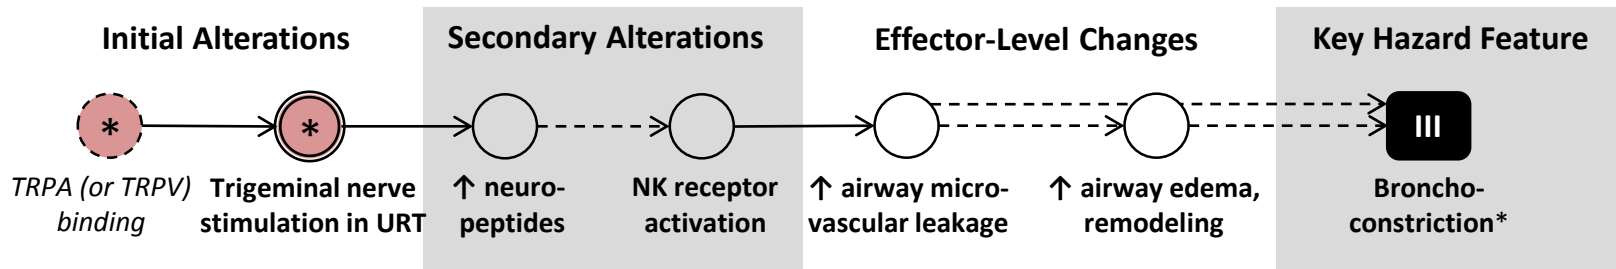 Initial Alterations
Secondary Alterations
Effector-Level Changes
Key Hazard Feature
*
*
III
TRPA (or TRPV)
binding
Trigeminal nerve
stimulation in URT
↑ neuro-
peptides
NK receptor
activation
↑ airway micro-
vascular leakage
↑ airway edema,
remodeling
Broncho-
constriction*